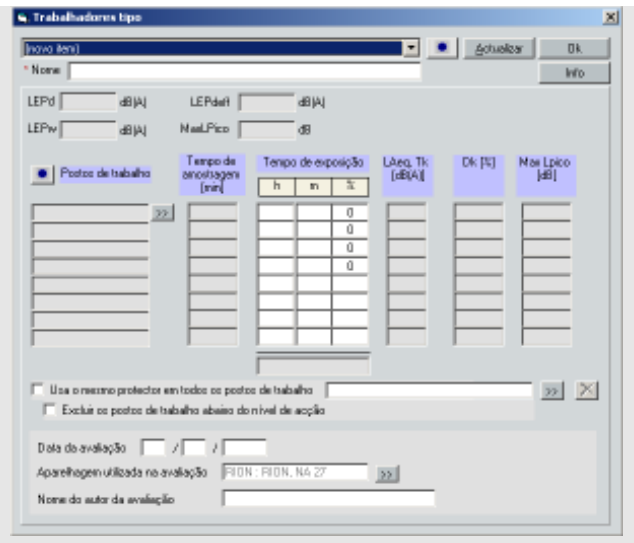 Trabalhadores tipo
(novo item)
Actualizar
Ok
* Nome
Info
LEPd dB(A) LEPdeft dB(A)
LEPw dB(A) MaxLPico dB
Postos de trabalho
Tempo de amostragem [min]
Tempo de exposição
h m %
LAeq, Tk [dB(A)]
Dk [%]
Max Lpico [dB]
>> 0
0
0
0
Usa o mesmo protector em todos os postos de trabalho >>
Excluir os postos de trabalho abaixo do nível de acção
Data da avaliação / /
Aparelhagem utilizada na avaliação RION : RION, NA 27 >>
Nome do autor da avaliação